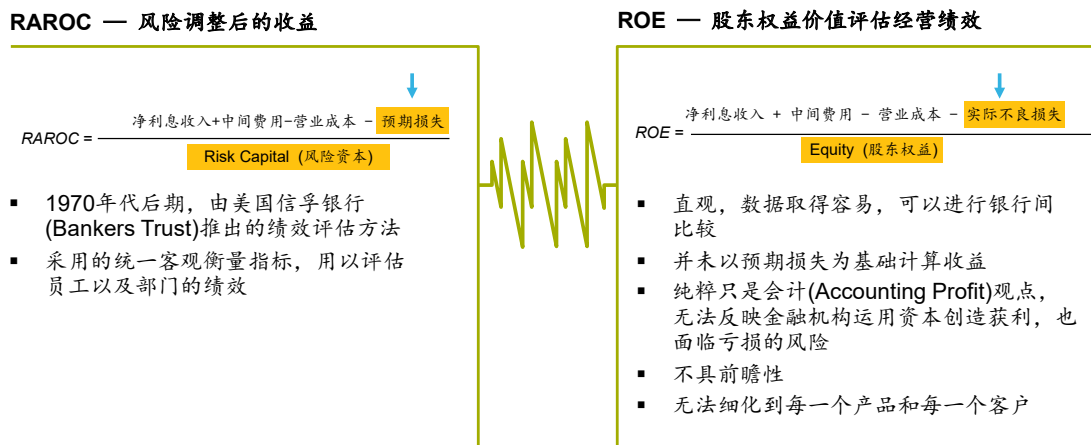 RAROC — 风险调整后的收益
RAROC = 净利息收入+中间费用-营业成本 - 预期损失
Risk Capital (风险资本)
▪ 1970年代后期，由美国信孚银行
(Bankers Trust)推出的绩效评估方法
▪ 采用的统一客观衡量指标，用以评估
员工以及部门的绩效
ROE — 股东权益价值评估经营绩效
ROE = 净利息收入 + 中间费用 - 营业成本 - 实际不良损失
Equity (股东权益)
▪ 直观，数据取得容易，可以进行银行间
比较
▪ 并未以预期损失为基础计算收益
▪ 纯粹只是会计(Accounting Profit)观点，
无法反映金融机构运用资本创造获利，也
面临亏损的风险
▪ 不具前瞻性
▪ 无法细化到每一个产品和每一个客户